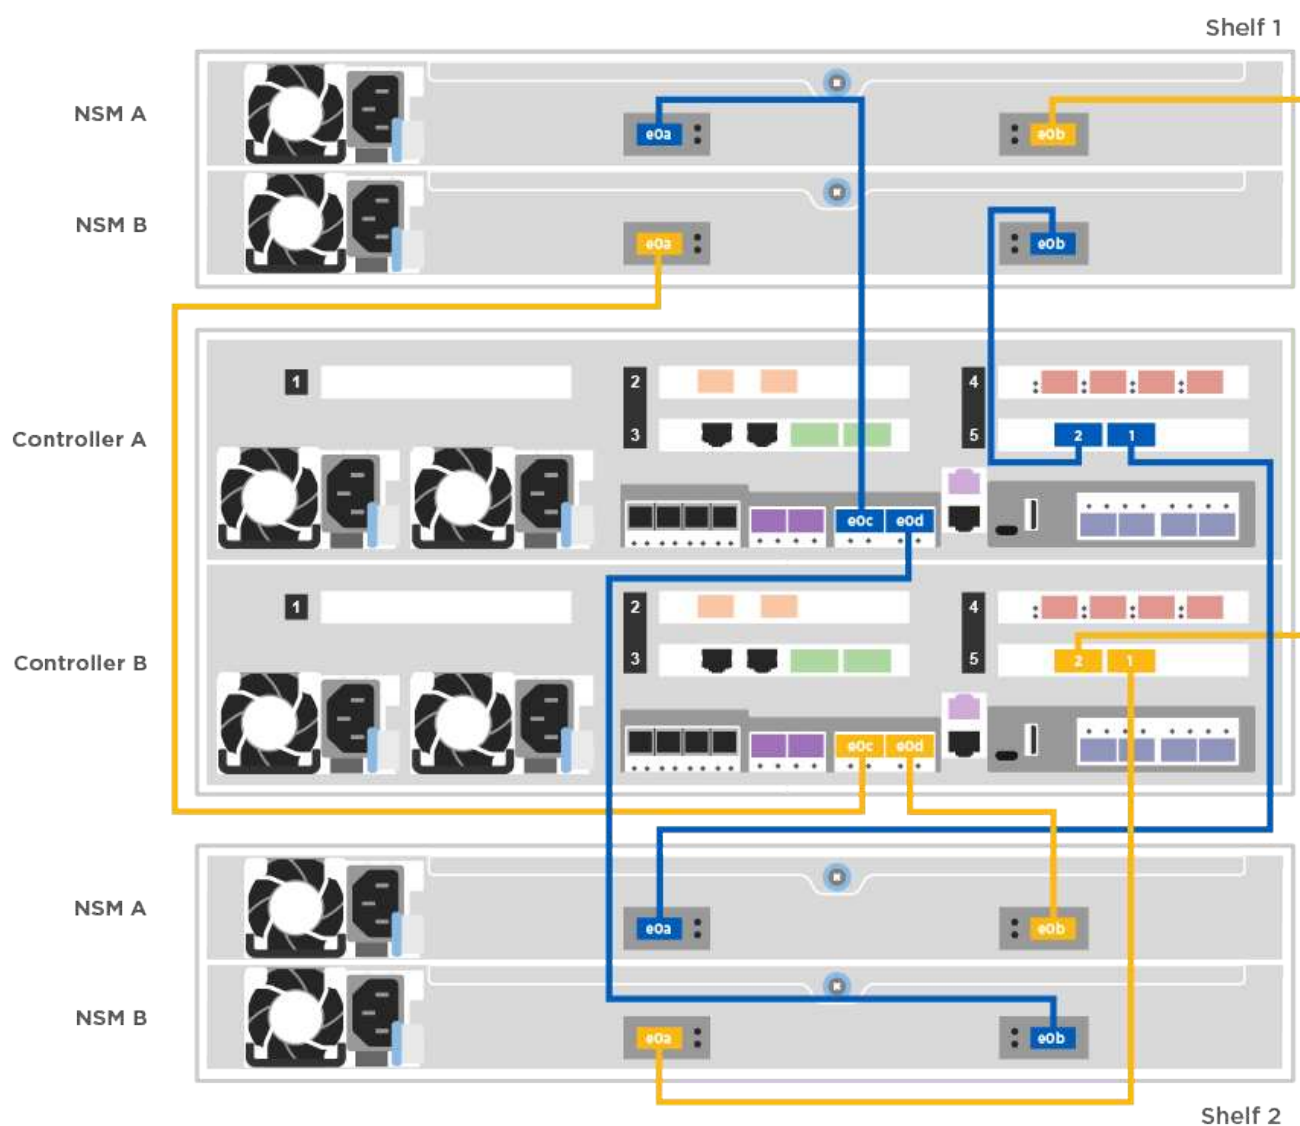 Shelf 1
NSM A
e0a
e0b
NSM B
e0a
e0b
1
2
4
Controller A
3
5
2 1
e0c e0d
1
2
4
Controller B
3
5
2 1
e0c e0d
NSM A
e0a
e0b
NSM B
e0a
e0b
Shelf 2